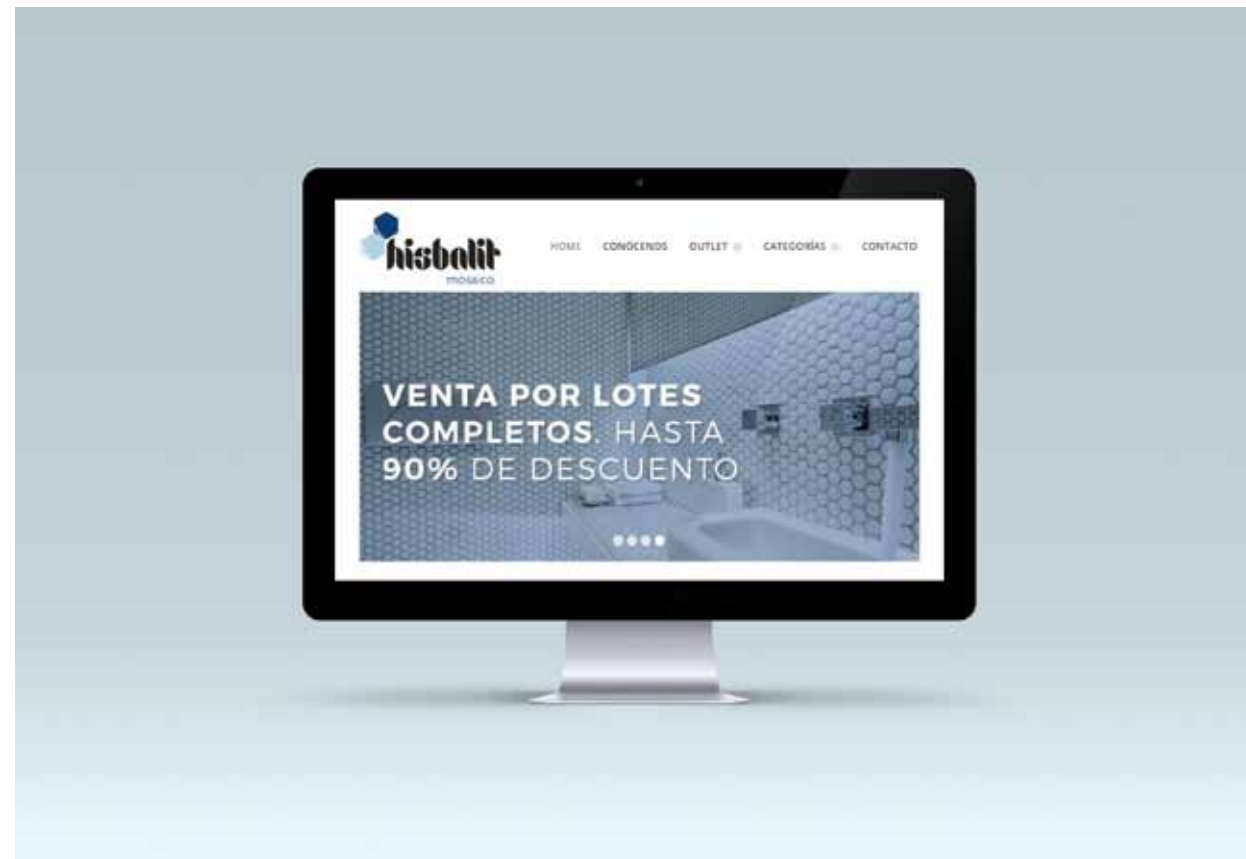 hisbalit
mosaico
HOME CONÓCENOS OUTLET CATEGORÍAS CONTACTO
VENTA POR LOTES
COMPLETOS. HASTA
90% DE DESCUENTO